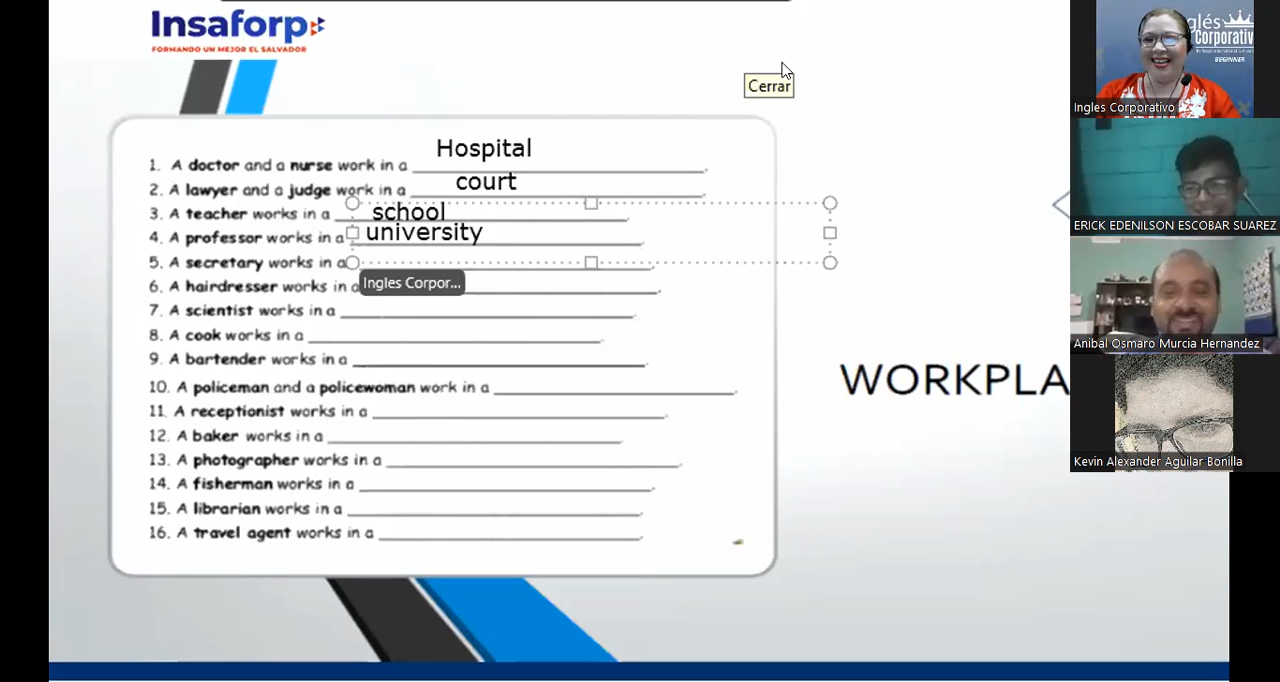 Insaforp
FORMANDO UN MEJOR EL SALVADOR
Cerrar
1. A doctor and a nurse work in a Hospital.
2. A lawyer and a judge work in a court.
3. A teacher works in a school.
4. A professor works in a university.
5. A secretary works in a
Ingles Corpor...
6. A hairdresser works in a
7. A scientist works in a
8. A cook works in a
9. A bartender works in a
10. A policeman and a policewoman work in a
11. A receptionist works in a
12. A baker works in a
13. A photographer works in a
14. A fisherman works in a
15. A librarian works in a
16. A travel agent works in a
WORKPLA
glés
Corporativ
BEGINNER
Ingles Corporativo
ERICK EDENILSON ESCOBAR SUAREZ
Anibal Osmaro Murcia Hernandez
Kevin Alexander Aguilar Bonilla